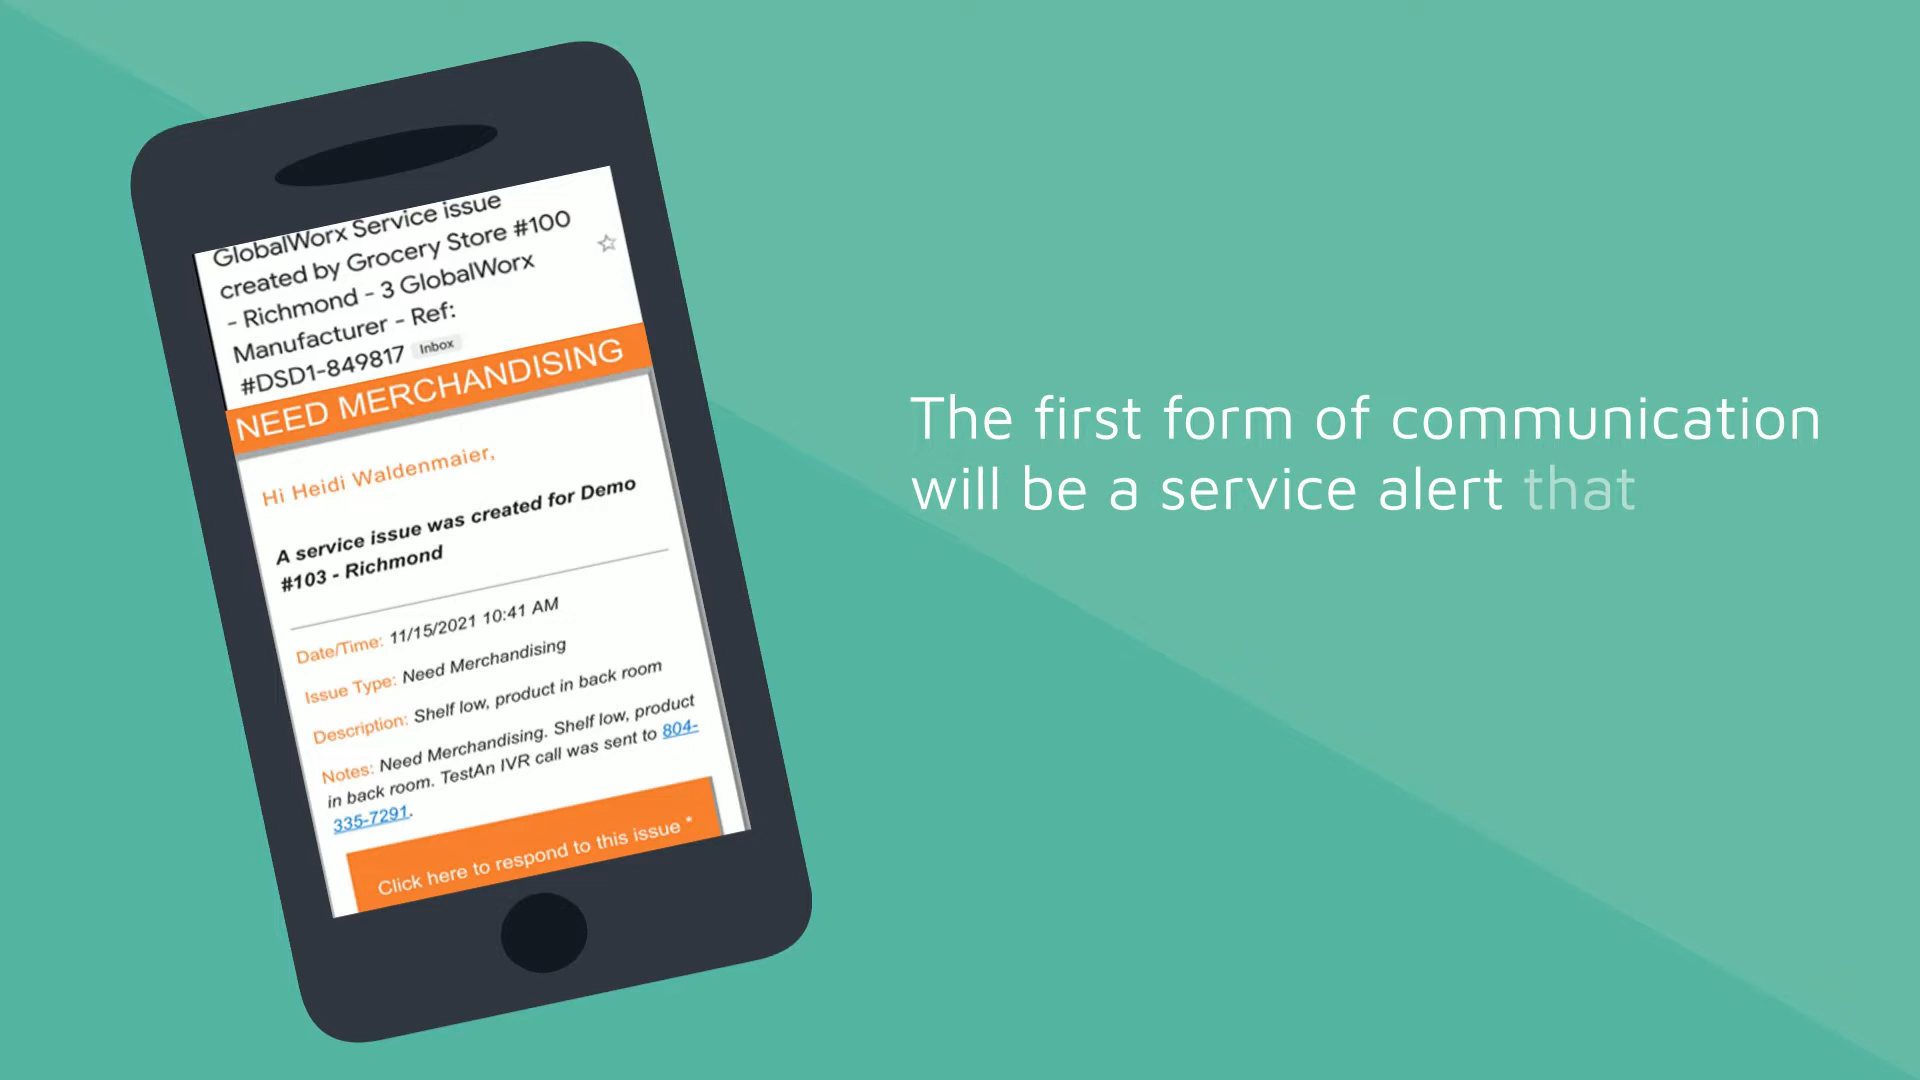 GlobalWorx Service issue
created by Grocery Store #100
- Richmond - 3 GlobalWorx
Manufacturer - Ref:
#DSD1-849817 Inbox
NEED MERCHANDISING
Hi Heidi Waldenmaier,
A service issue was created for Demo
#103 - Richmond
Date/Time: 11/15/2021 10:41 AM
Issue Type: Need Merchandising
Description: Shelf low, product in back room
Notes: Need Merchandising. Shelf low, product
in back room. TestAn IVR call was sent to 804-
335-7291.
Click here to respond to this issue *
The first form of communication
will be a service alert that